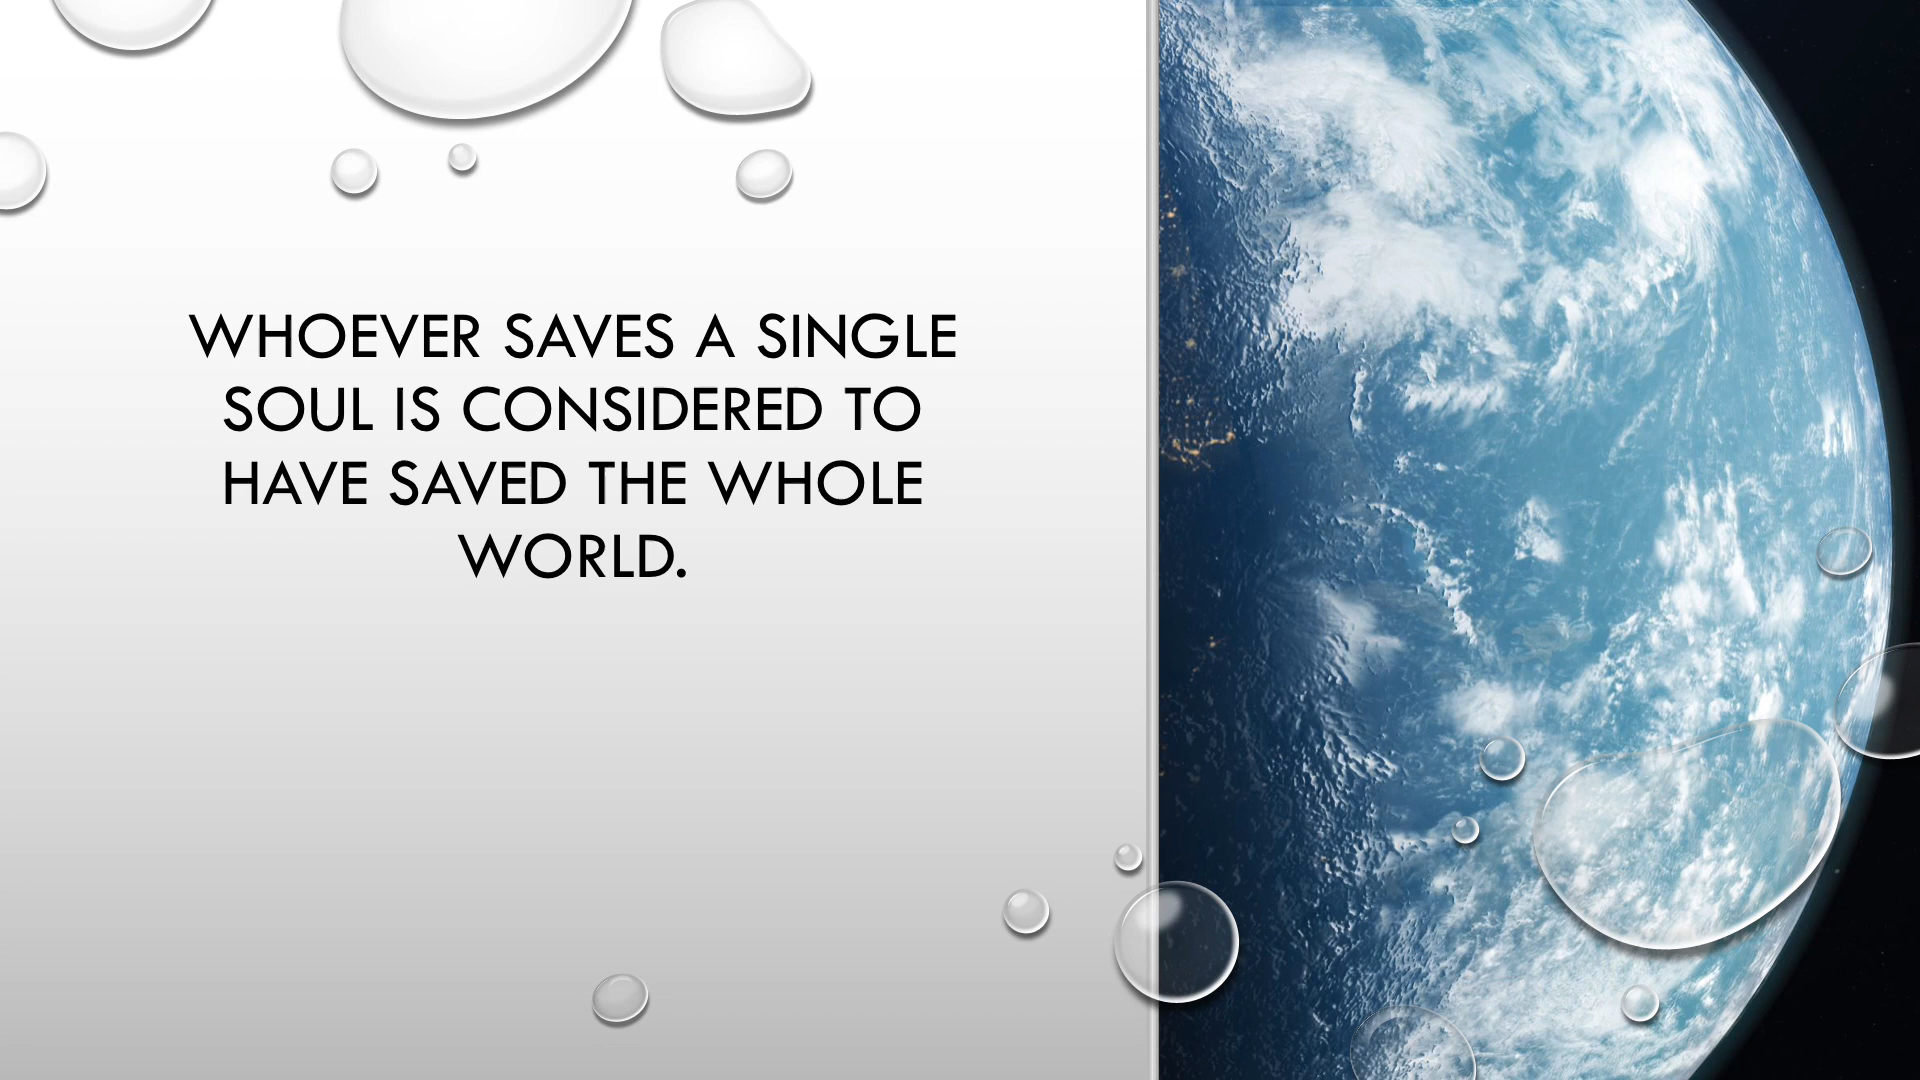 WHOEVER SAVES A SINGLE
SOUL IS CONSIDERED TO
HAVE SAVED THE WHOLE
WORLD.